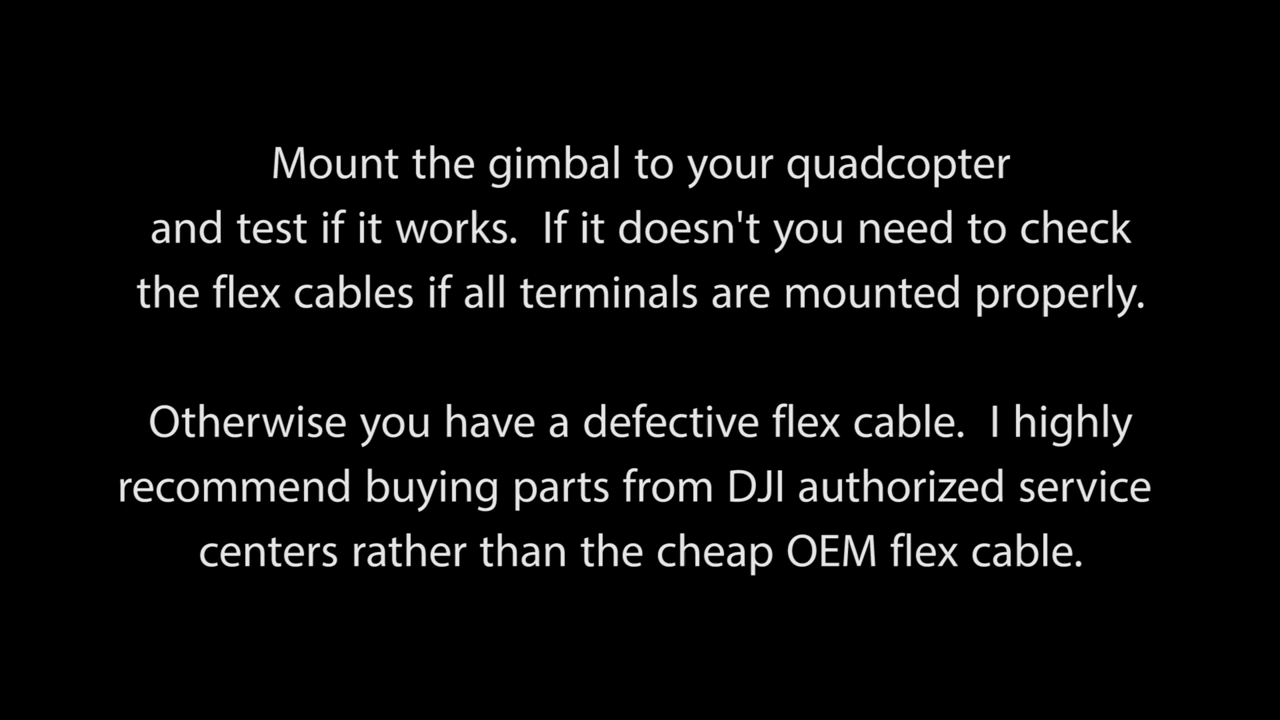 Mount the gimbal to your quadcopter
and test if it works.  If it doesn't you need to check
the flex cables if all terminals are mounted properly.
Otherwise you have a defective flex cable.  I highly
recommend buying parts from DJI authorized service
centers rather than the cheap OEM flex cable.